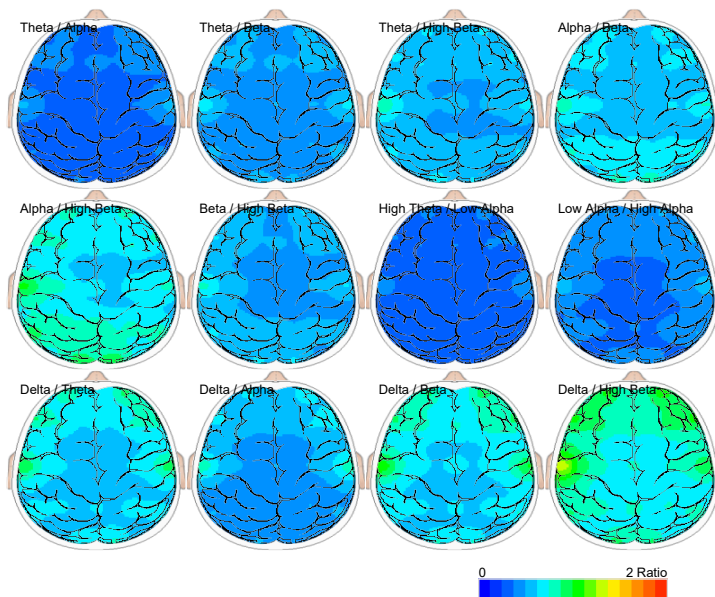 Theta / Alpha Theta / Beta Theta / High Beta Alpha / Beta
Alpha / High Beta Beta / High Beta High Theta / Low Alpha Low Alpha / High Alpha
Delta / Theta Delta / Alpha Delta / Beta Delta / High Beta
0 2 Ratio